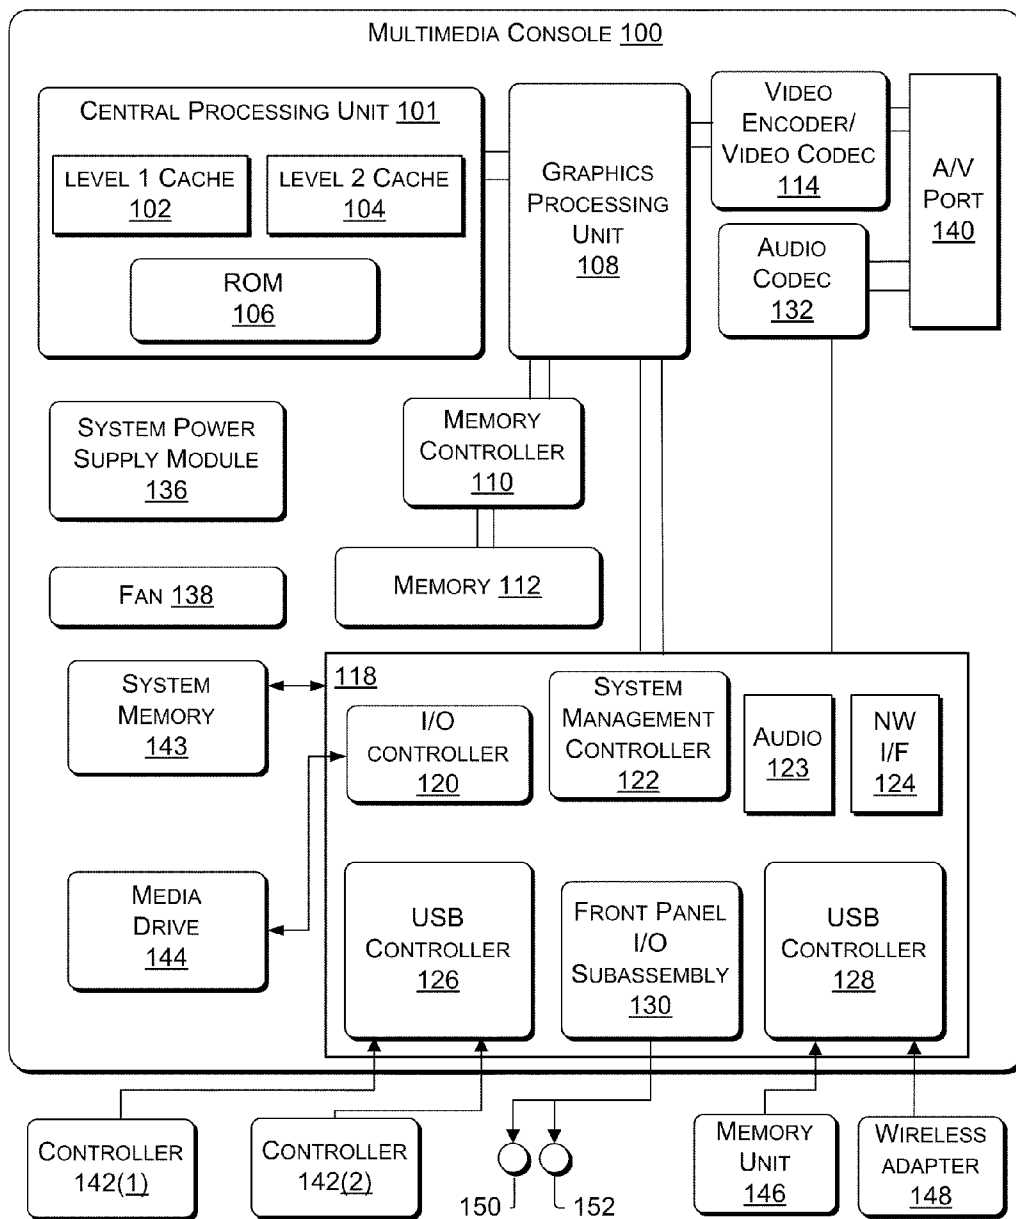 MULTIMEDIA CONSOLE 100
CENTRAL PROCESSING UNIT 101
LEVEL 1 CACHE
102
LEVEL 2 CACHE
104
ROM
106
GRAPHICS
PROCESSING
UNIT
108
VIDEO
ENCODER/
VIDEO CODEC
114
A/V
PORT
140
AUDIO
CODEC
132
SYSTEM POWER
SUPPLY MODULE
136
MEMORY
CONTROLLER
110
FAN 138
MEMORY 112
SYSTEM
MEMORY
143
118
I/O
CONTROLLER
120
SYSTEM
MANAGEMENT
CONTROLLER
122
AUDIO
123
NW
I/F
124
MEDIA
DRIVE
144
USB
CONTROLLER
126
FRONT PANEL
I/O
SUBASSEMBLY
130
USB
CONTROLLER
128
CONTROLLER
142(1)
CONTROLLER
142(2)
150
152
MEMORY
UNIT
146
WIRELESS
ADAPTER
148